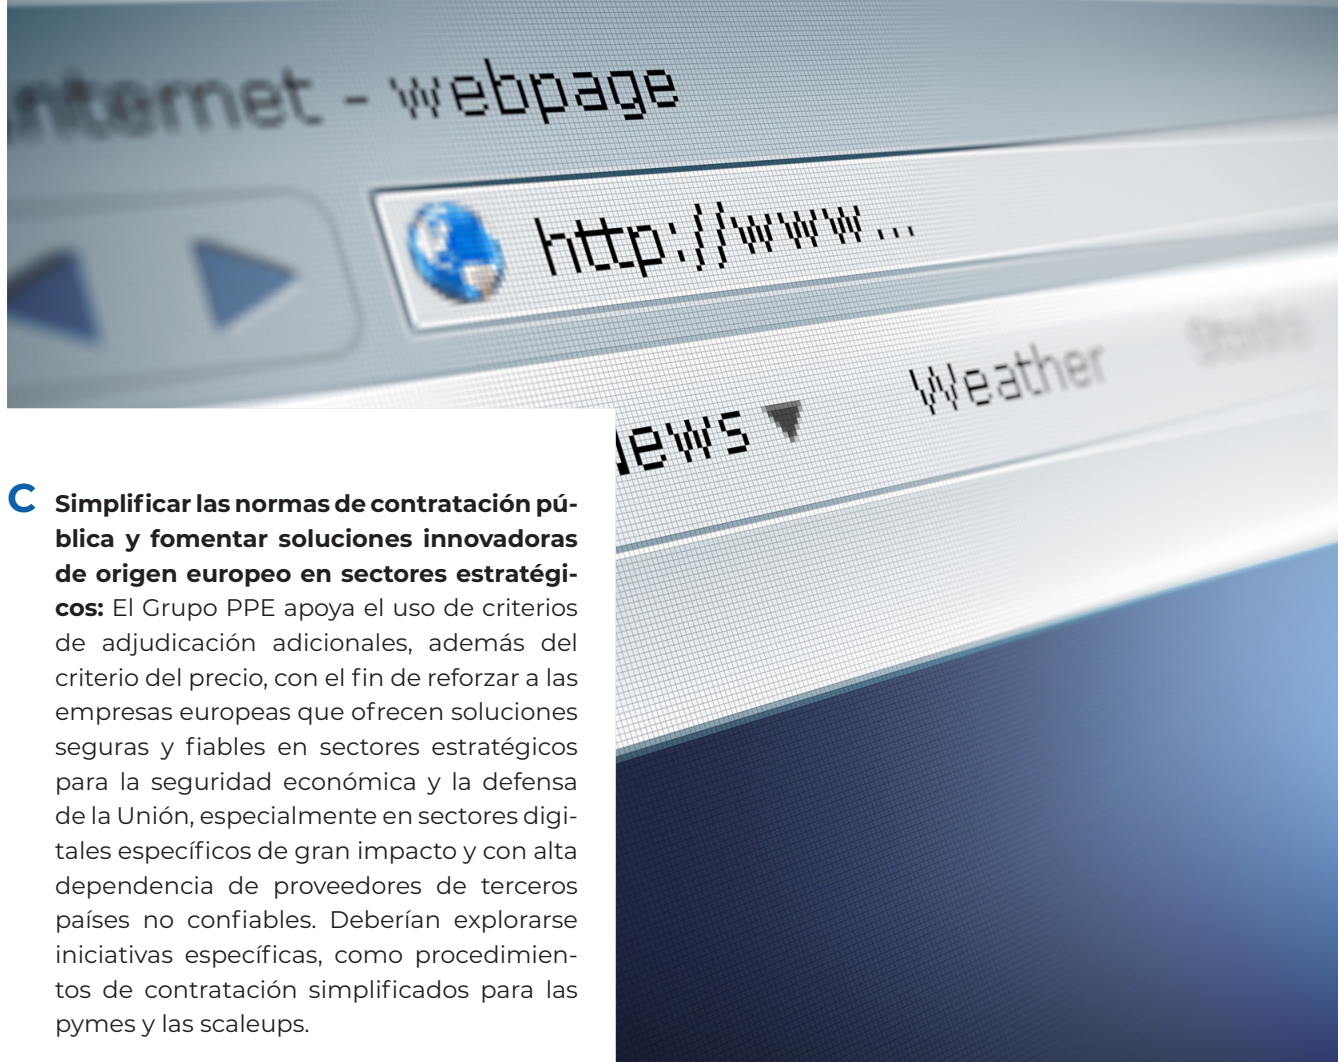 internet - webpage
http://www...
News
Weather
C Simplificar las normas de contratación pú-
blica y fomentar soluciones innovadoras
de origen europeo en sectores estratégi-
cos: El Grupo PPE apoya el uso de criterios
de adjudicación adicionales, además del
criterio del precio, con el fin de reforzar a las
empresas europeas que ofrecen soluciones
seguras y fiables en sectores estratégicos
para la seguridad económica y la defensa
de la Unión, especialmente en sectores digi-
tales específicos de gran impacto y con alta
dependencia de proveedores de terceros
países no confiables. Deberían explorarse
iniciativas específicas, como procedimien-
tos de contratación simplificados para las
pymes y las scaleups.